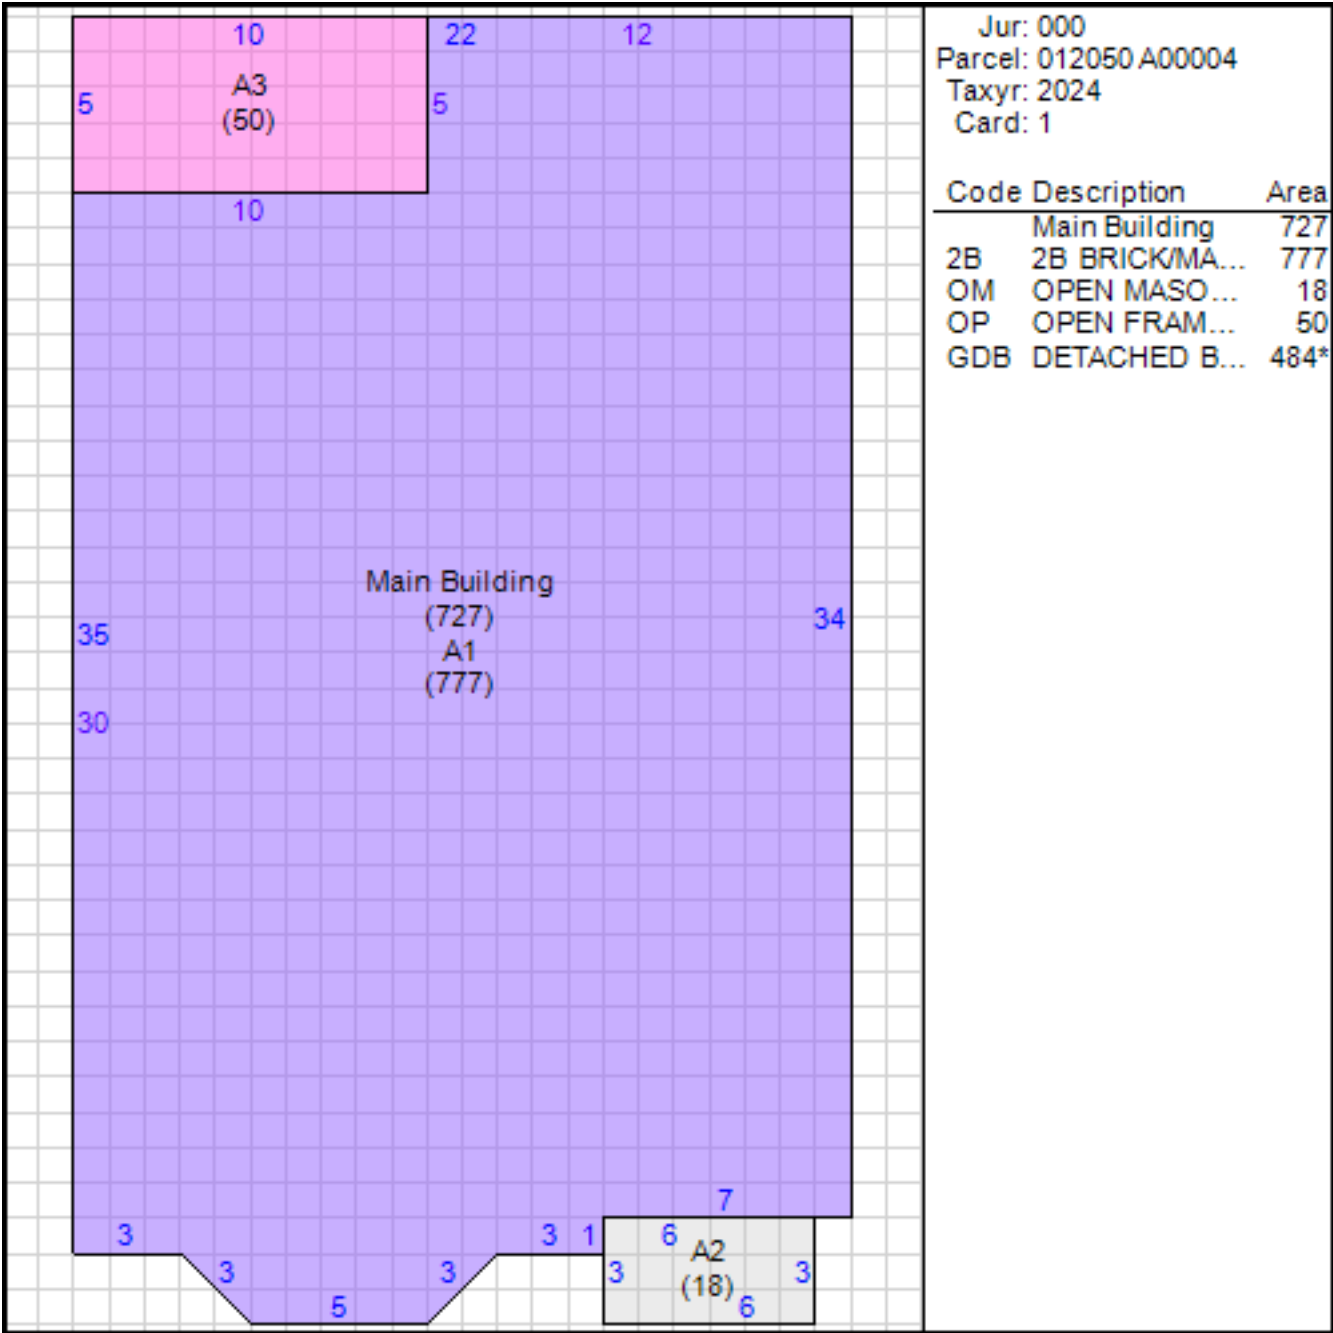 10 22 12
A3
5 (50) 5
10
Main Building
(727)
35 34
A1
(777)
30
7
3 3 1 6
A2
3 3 3 3
(18)
5 6
Jur: 000
Parcel: 012050 A00004
Taxyr: 2024
Card: 1
Code Description Area
Main Building 727
2B 2B BRICK/MA... 777
OM OPEN MASO... 18
OP OPEN FRAM... 50
GDB DETACHED B... 484*